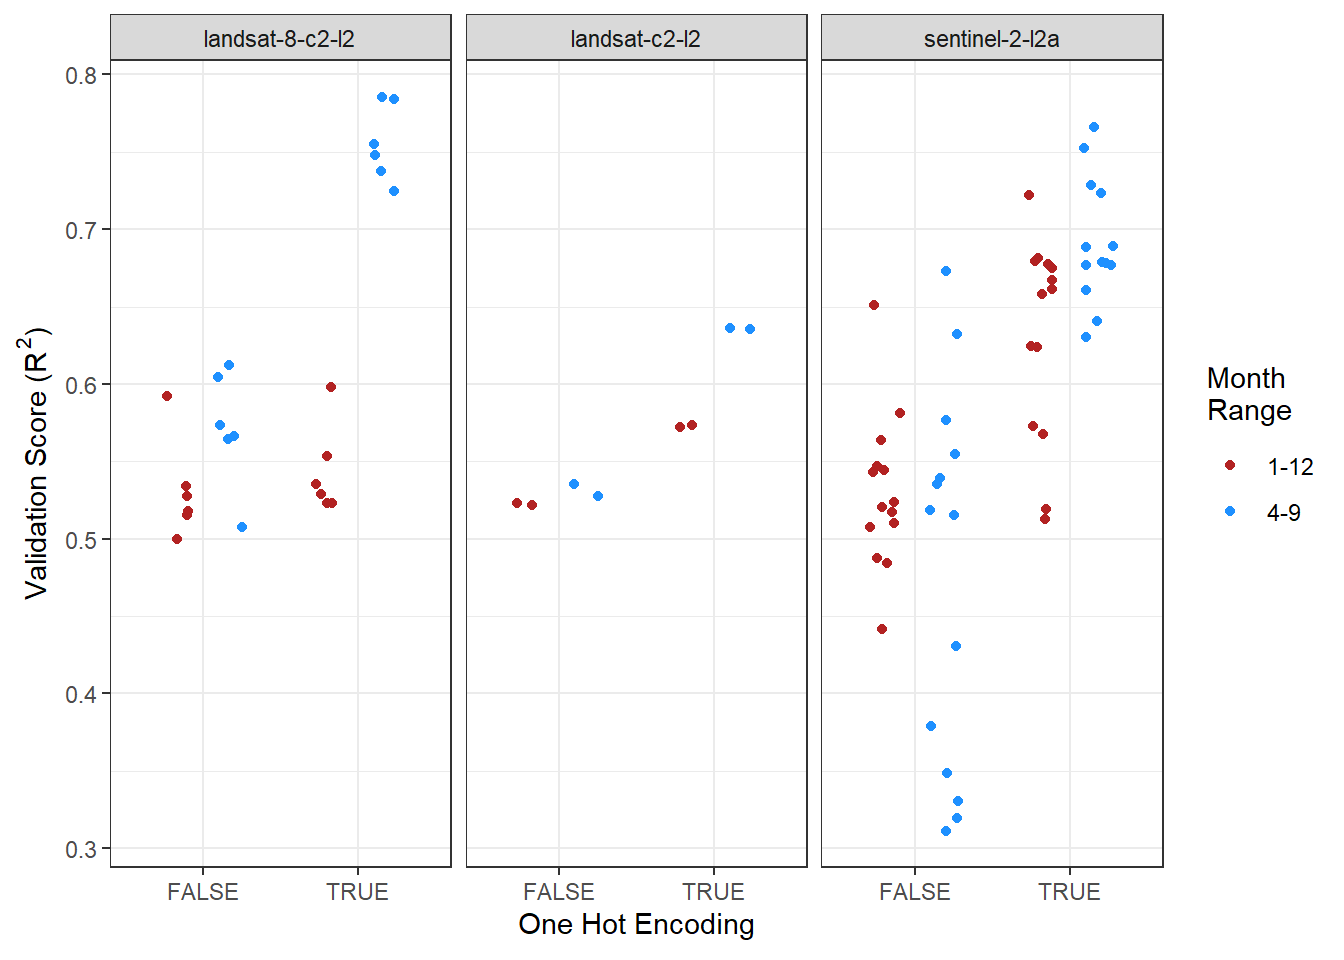 landsat-8-c2-l2
landsat-c2-l2
sentinel-2-l2a
0.8
0.7
0.6
0.5
0.4
0.3
Validation Score (R²)
FALSE TRUE
FALSE TRUE
FALSE TRUE
One Hot Encoding
Month
Range
1-12
4-9